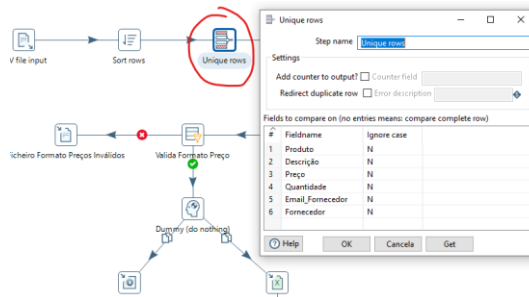 V file input
Sort rows
Unique rows
Unique rows
Step name Unique rows
Settings
Add counter to output? Counter field
Redirect duplicate row Error description
Fields to compare on (no entries means: compare complete row)
# Fieldname Ignore case
1 Produto N
2 Descrição N
3 Preço N
4 Quantidade N
5 Email_Fornecedor N
6 Fornecedor N
Help OK Cancela Get
icheiro Formato Preços Inválidos
Valida Formato Preço
Dummy (do nothing)